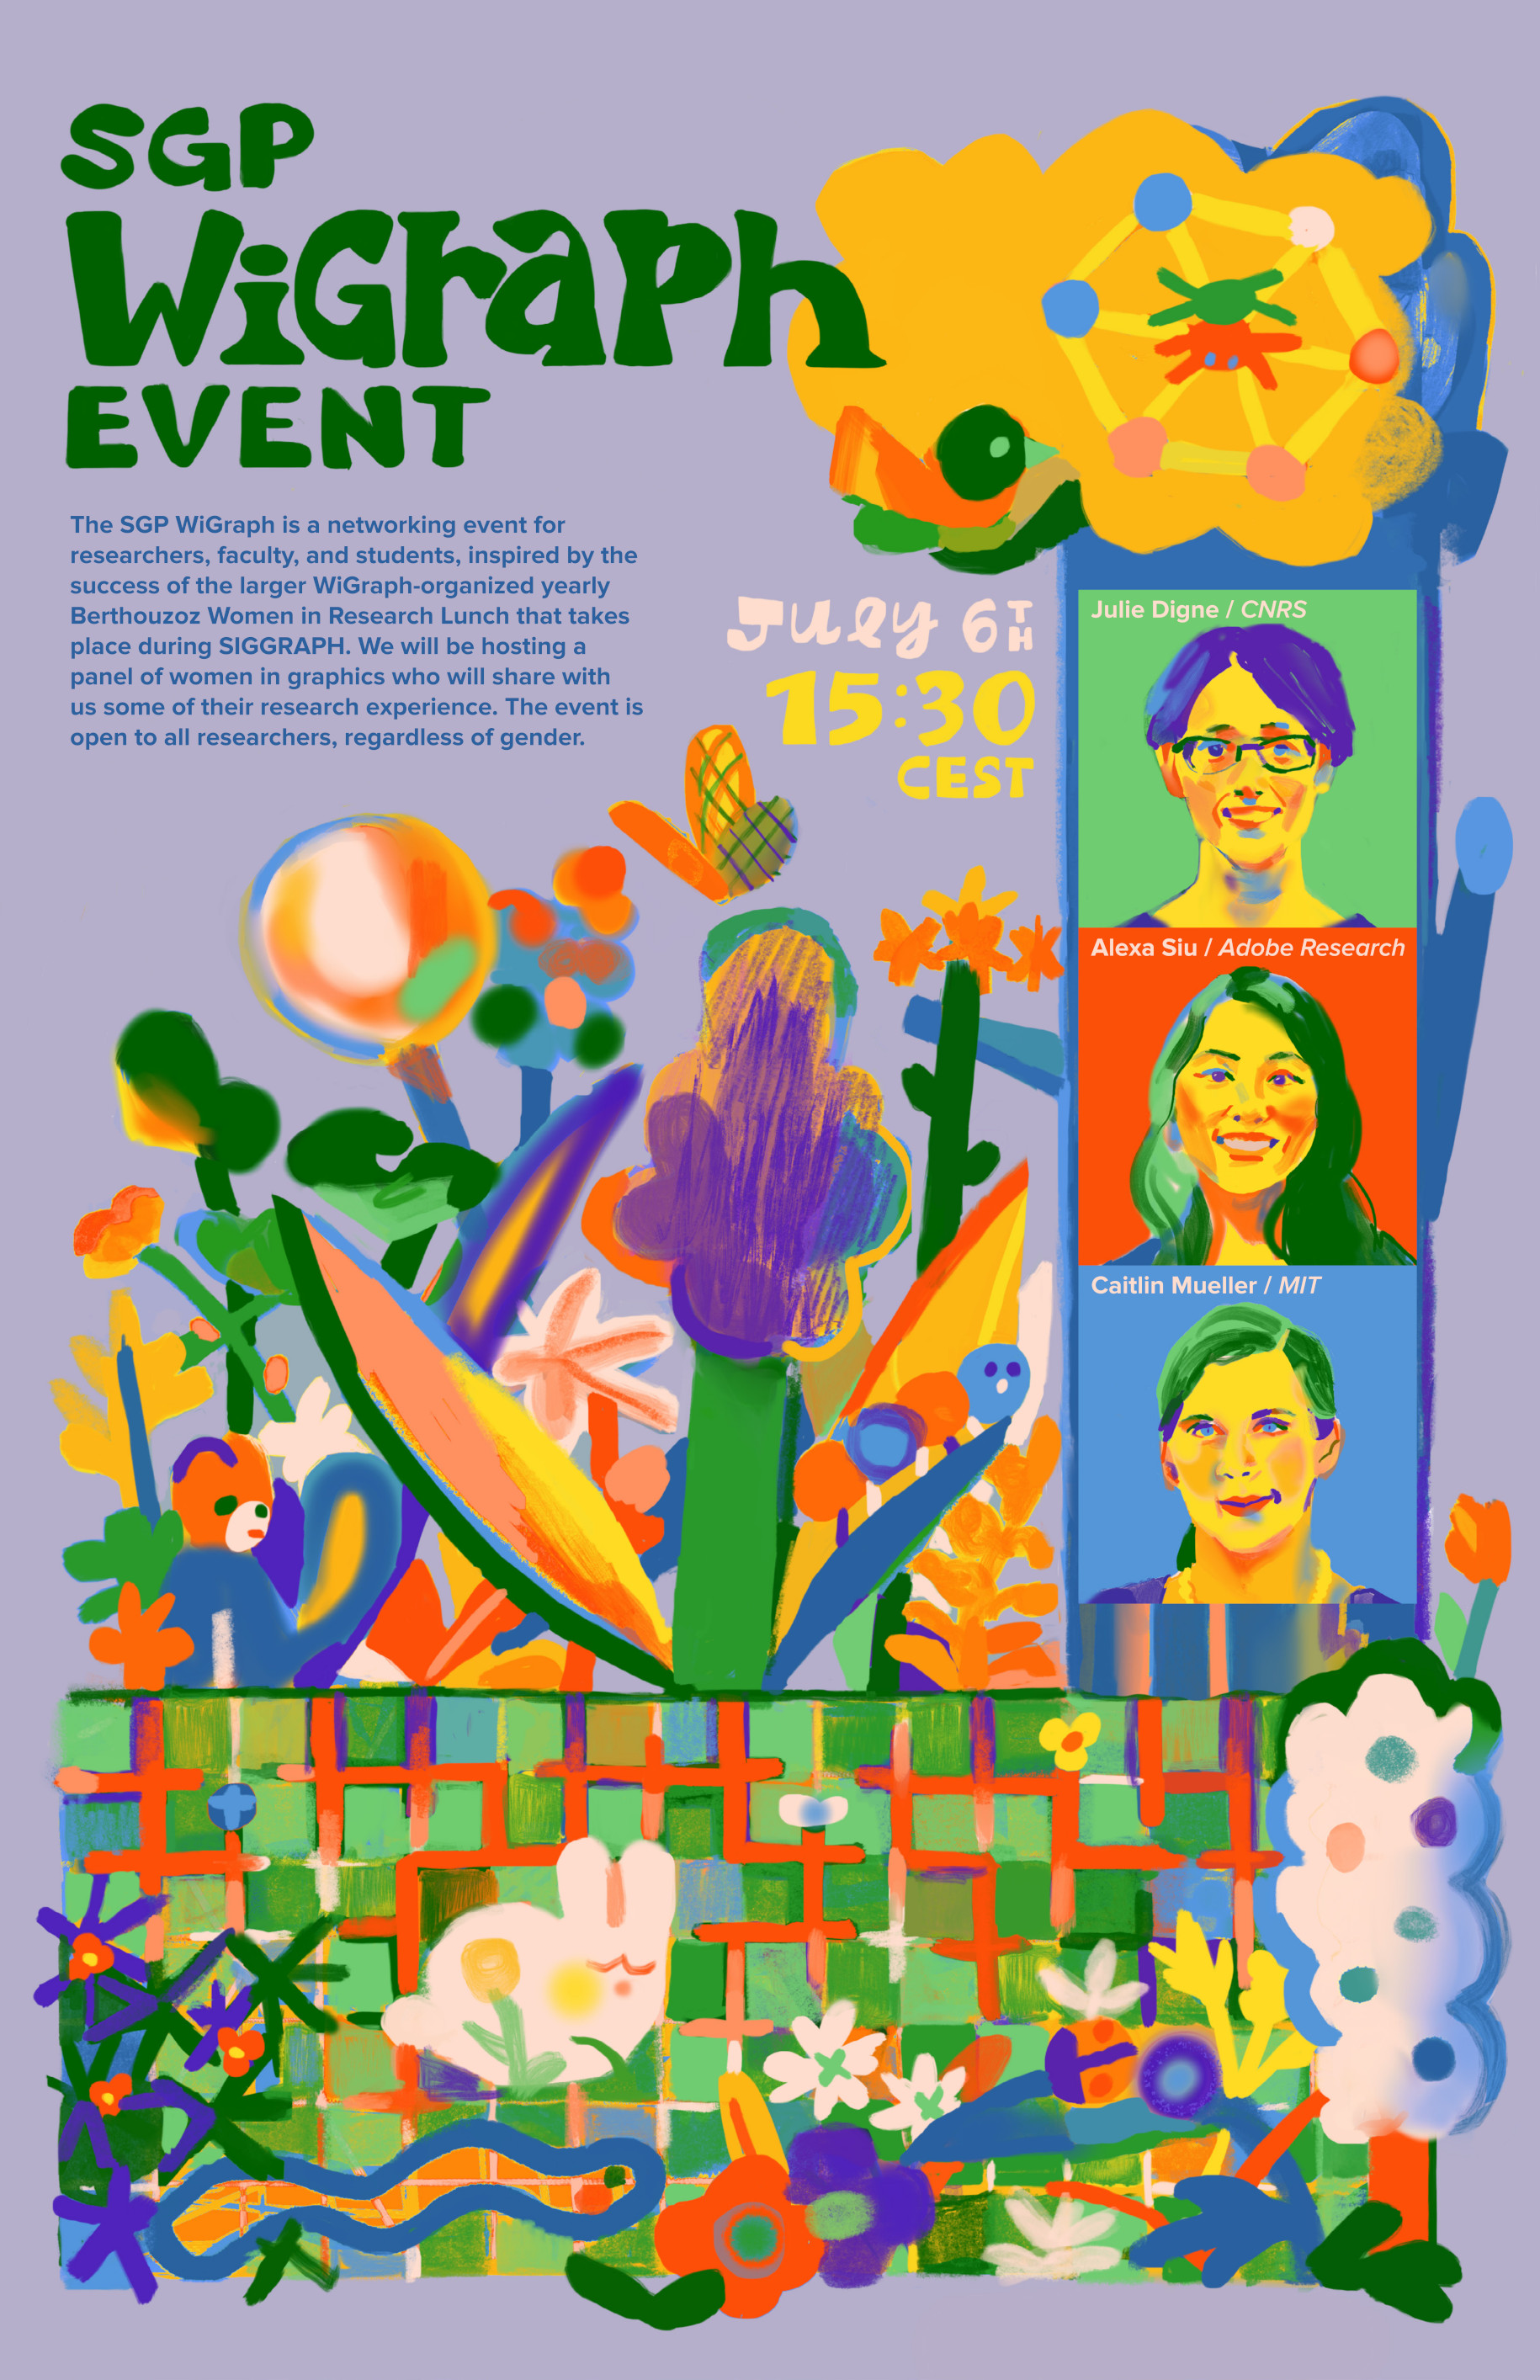 SGP
WiGraph
EVENT
The SGP WiGraph is a networking event for
researchers, faculty, and students, inspired by the
success of the larger WiGraph-organized yearly
Berthouzoz Women in Research Lunch that takes
place during SIGGRAPH. We will be hosting a
panel of women in graphics who will share with
us some of their research experience. The event is
open to all researchers, regardless of gender.
July 6TH
15:30
CEST
Julie Digne / CNRS
Alexa Siu / Adobe Research
Caitlin Mueller / MIT